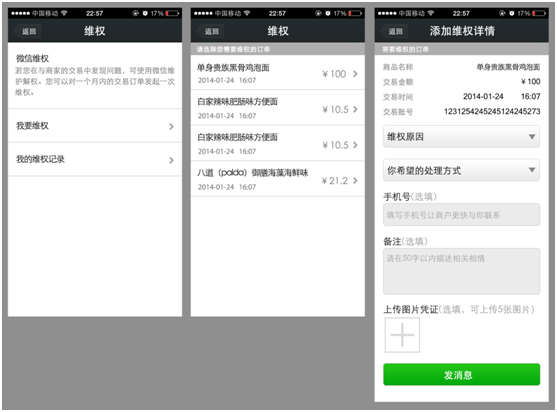 中国移动 22:57 17%
返回 维权
微信维权
若您在与商家的交易中发现问题，可使用微信维
护解权。您可以对一个月内的交易订单发起一次
维权。
我要维权
我的维权记录
中国移动 22:57 17%
返回 维权
请选择您需要维权的订单
单身贵族黑骨鸡泡面
2014-01-24 16:07
¥ 100
白家辣味肥肠味方便面
2014-01-24 16:07
¥ 10.5
白家辣味肥肠味方便面
2014-01-24 16:07
¥ 10.5
八道（palda）御膳海藻海鲜味
2014-01-24 16:07
¥ 21.2
中国移动 22:57 17%
返回 添加维权详情
将要维权的订单
商品名称 单身贵族黑骨鸡泡面
交易金额 ¥ 100
交易时间 2014-01-24 16:07
交易账号 1231254245245124245273
维权原因
你希望的处理方式
手机号(选填)
填写手机号让商户更快与你联系
备注(选填)
请在50字以内描述相关相情
上传图片凭证(选填，可上传5张图片)
发消息